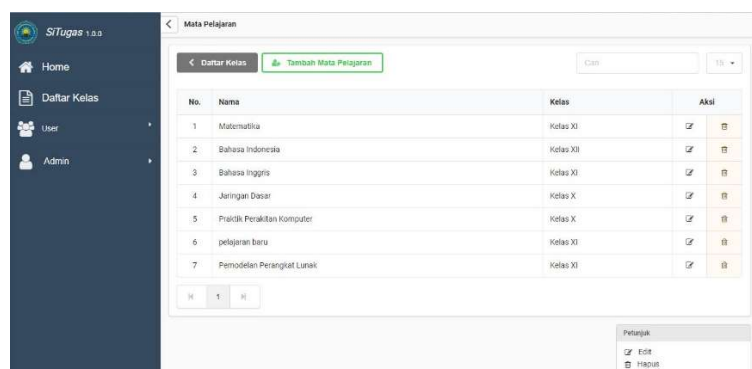 SiTugas 1.0.0
Mata Pelajaran
Home
Daftar Kelas
User
Admin
Daftar Kelas Tambah Mata Pelajaran Cari 15
No. Nama Kelas Aksi
1 Matematika Kelas XI
2 Bahasa Indonesia Kelas XII
3 Bahasa Inggris Kelas XI
4 Jaringan Dasar Kelas X
5 Praktik Perakitan Komputer Kelas X
6 pelajaran baru Kelas XI
7 Pemodelan Perangkat Lunak Kelas XI
1
Petunjuk
Edit
Hapus